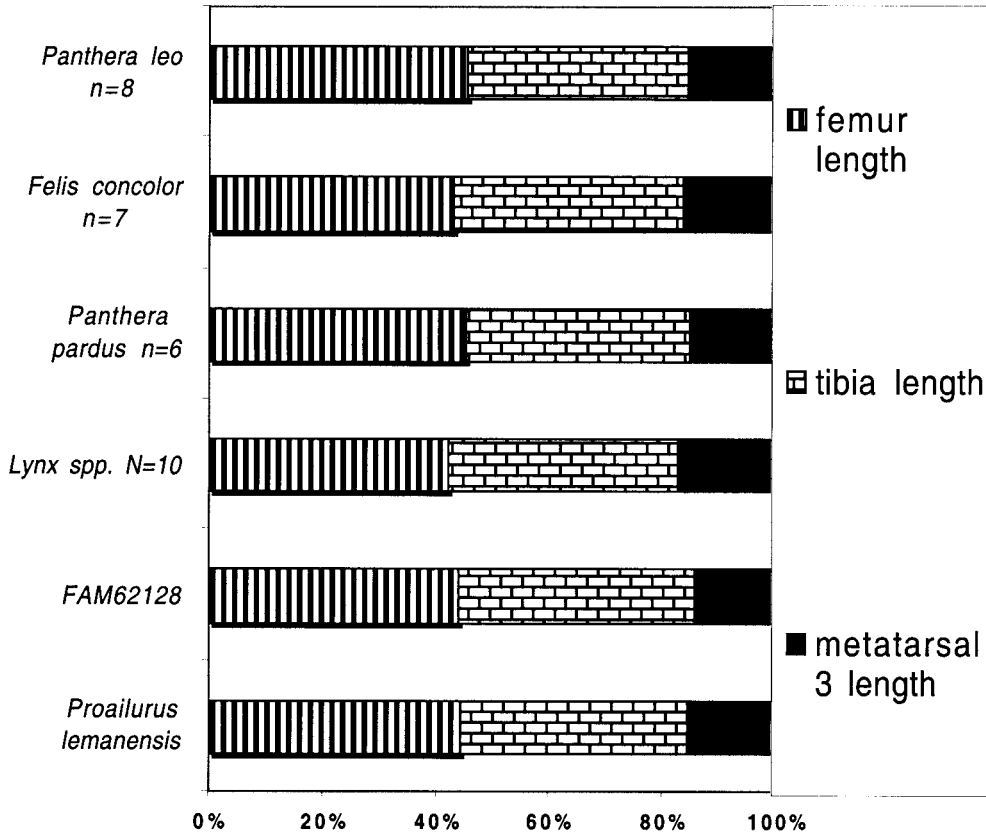 Panthera leo
n=8
Felis concolor
n=7
Panthera
pardus n=6
Lynx spp. N=10
FAM62128
Proailurus
lemanensis
0% 20% 40% 60% 80% 100%
femur
length
tibia length
metatarsal
3 length